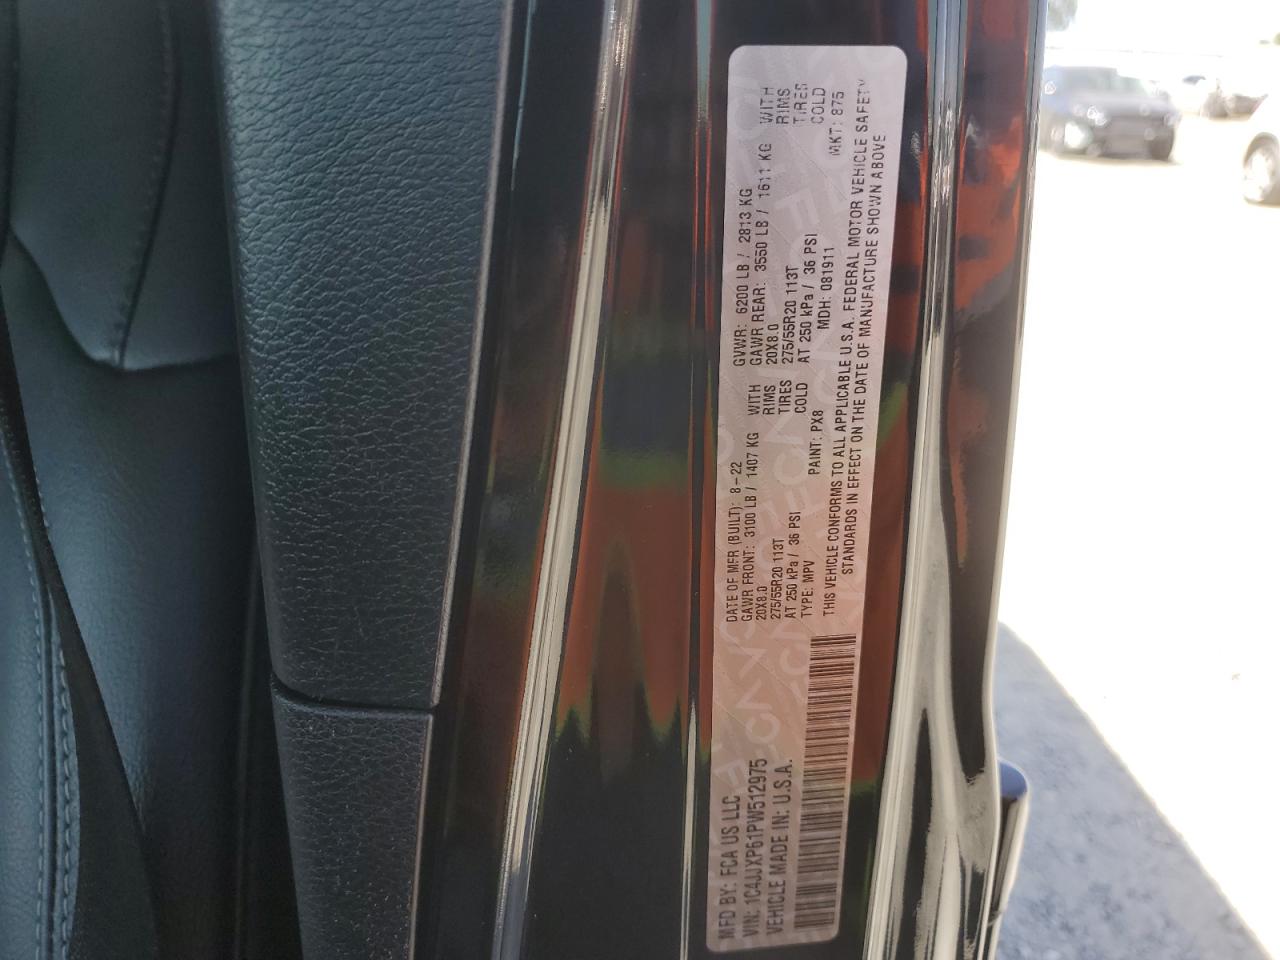 MFD BY: FCA US LLC
DATE OF MFR (BUILT): 8-22
GVWR: 6200 LB / 2813 KG
GAWR FRONT: 3100 LB / 1407 KG WITH
GAWR REAR: 3550 LB / 1611 KG WITH
20X8.0 RIMS
20X8.0 RIMS
275/55R20 113T TIRES
275/55R20 113T TIRES
AT 250 kPa / 36 PSI COLD
AT 250 kPa / 36 PSI COLD
VIN: 1C4JJXP61PW512975
TYPE: MPV
PAINT: PX8
MDH: 081911
MKT: 875
VEHICLE MADE IN: U.S.A.
THIS VEHICLE CONFORMS TO ALL APPLICABLE U.S.A. FEDERAL MOTOR VEHICLE SAFETY
STANDARDS IN EFFECT ON THE DATE OF MANUFACTURE SHOWN ABOVE